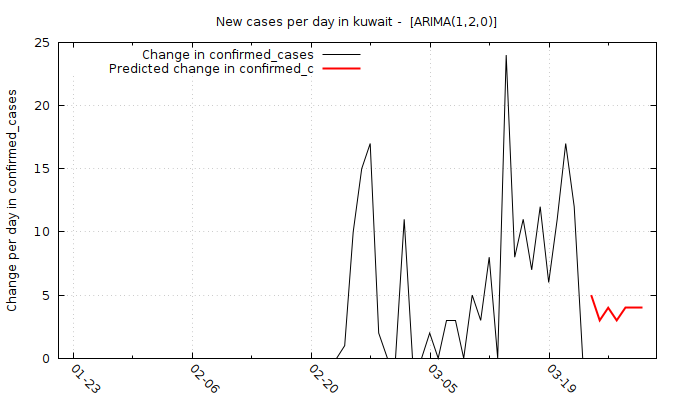 New cases per day in kuwait -  [ARIMA(1,2,0)]
Change per day in confirmed_cases
Change in confirmed_cases
Predicted change in confirmed_c
25
20
15
10
5
0
01-23
02-06
02-20
03-05
03-19